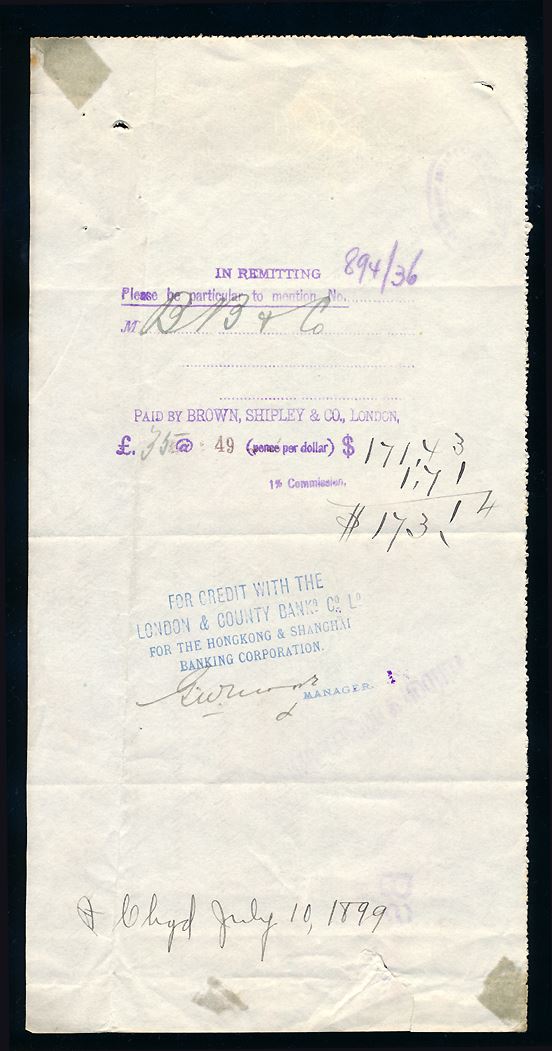 894/36
IN REMITTING
Please be particular to mention No.
M B B & Co
PAID BY BROWN, SHIPLEY & CO., LONDON,
£. 35 @ 49 (pence per dollar) $ 171,43
1% Commission. 1,71
$ 173.14
FOR CREDIT WITH THE
LONDON & COUNTY BANKG CO. LD
FOR THE HONGKONG & SHANGHAI
BANKING CORPORATION.
MANAGER.
Chgd July 10, 1899